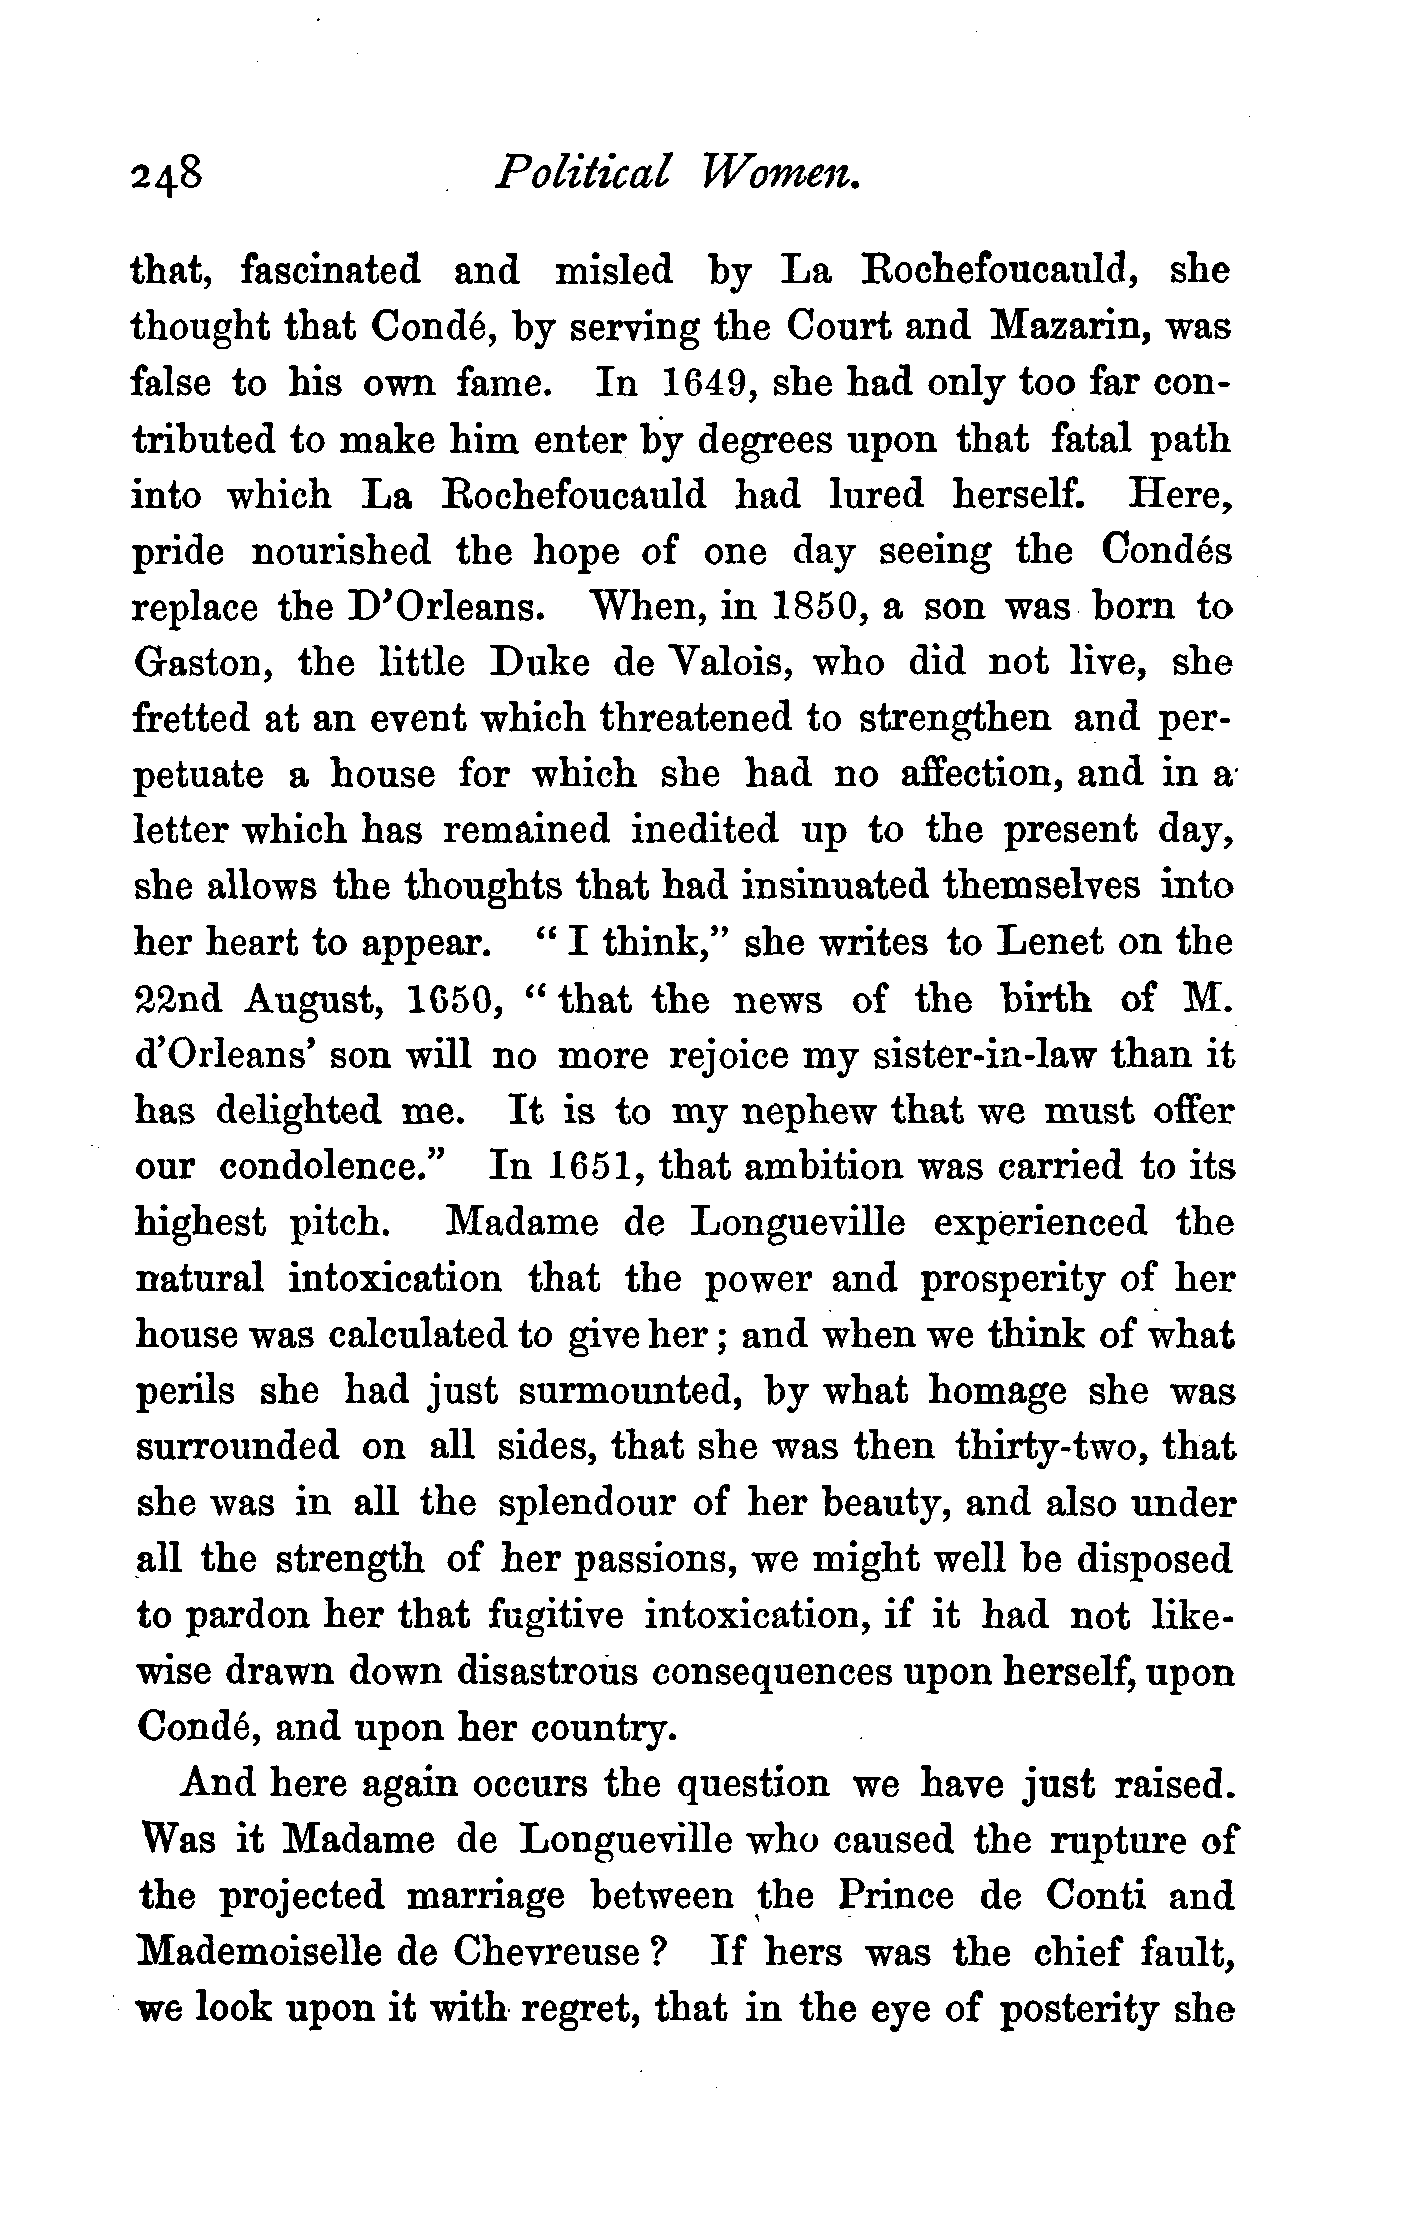 248 Political Women.
that, fascinated and misled by La Rochefoucauld, she
thought that Condé, by serving the Court and Mazarin, was
false to his own fame. In 1649, she had only too far con-
tributed to make him enter by degrees upon that fatal path
into which La Rochefoucauld had lured herself. Here,
pride nourished the hope of one day seeing the Condés
replace the D'Orleans. When, in 1850, a son was born to
Gaston, the little Duke de Valois, who did not live, she
fretted at an event which threatened to strengthen and per-
petuate a house for which she had no affection, and in a
letter which has remained inedited up to the present day,
she allows the thoughts that had insinuated themselves into
her heart to appear. “I think,” she writes to Lenet on the
22nd August, 1650, “that the news of the birth of M.
d'Orleans' son will no more rejoice my sister-in-law than it
has delighted me. It is to my nephew that we must offer
our condolence.” In 1651, that ambition was carried to its
highest pitch. Madame de Longueville experienced the
natural intoxication that the power and prosperity of her
house was calculated to give her; and when we think of what
perils she had just surmounted, by what homage she was
surrounded on all sides, that she was then thirty-two, that
she was in all the splendour of her beauty, and also under
all the strength of her passions, we might well be disposed
to pardon her that fugitive intoxication, if it had not like-
wise drawn down disastrous consequences upon herself, upon
Condé, and upon her country.
And here again occurs the question we have just raised.
Was it Madame de Longueville who caused the rupture of
the projected marriage between the Prince de Conti and
Mademoiselle de Chevreuse? If hers was the chief fault,
we look upon it with regret, that in the eye of posterity she